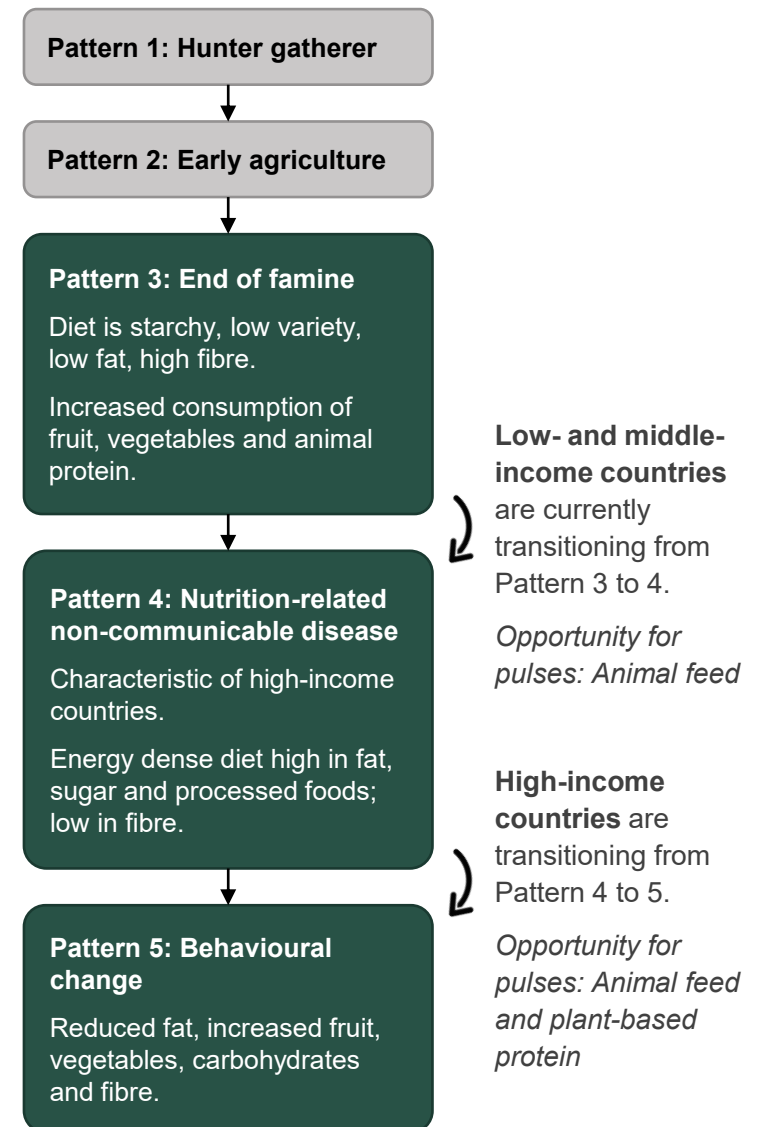 Pattern 1: Hunter gatherer
Pattern 2: Early agriculture
Pattern 3: End of famine
Diet is starchy, low variety,
low fat, high fibre.
Increased consumption of
fruit, vegetables and animal
protein.
Low- and middle-
income countries
are currently
transitioning from
Pattern 3 to 4.
Opportunity for
pulses: Animal feed
Pattern 4: Nutrition-related
non-communicable disease
Characteristic of high-income
countries.
Energy dense diet high in fat,
sugar and processed foods;
low in fibre.
High-income
countries are
transitioning from
Pattern 4 to 5.
Opportunity for
pulses: Animal feed
and plant-based
protein
Pattern 5: Behavioural
change
Reduced fat, increased fruit,
vegetables, carbohydrates
and fibre.